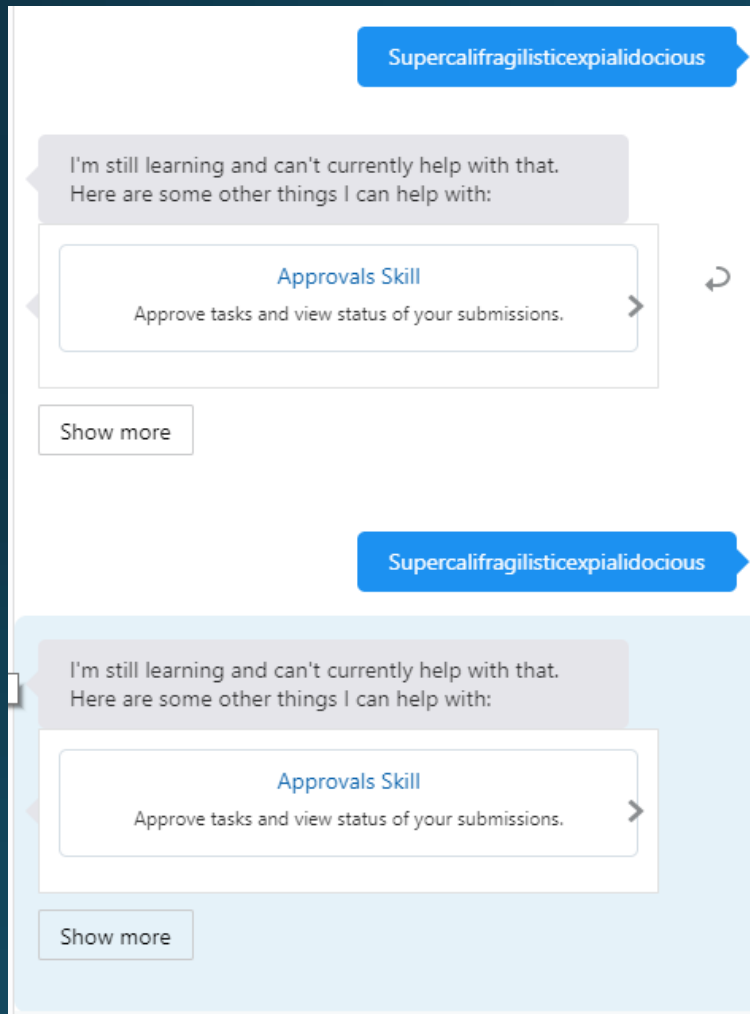 Supercalifragilisticexpialidocious
I'm still learning and can't currently help with that.
Here are some other things I can help with:
Approvals Skill
Approve tasks and view status of your submissions.
Show more
Supercalifragilisticexpialidocious
I'm still learning and can't currently help with that.
Here are some other things I can help with:
Approvals Skill
Approve tasks and view status of your submissions.
Show more